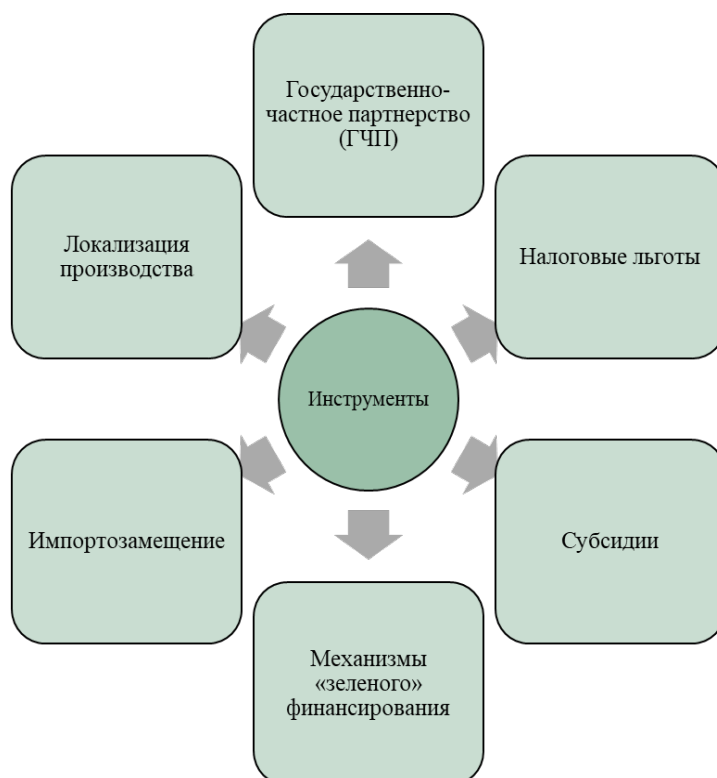 Государственно-
частное партнерство
(ГЧП)
Локализация
производства
Налоговые льготы
Инструменты
Импортозамещение
Субсидии
Механизмы
«зеленого»
финансирования